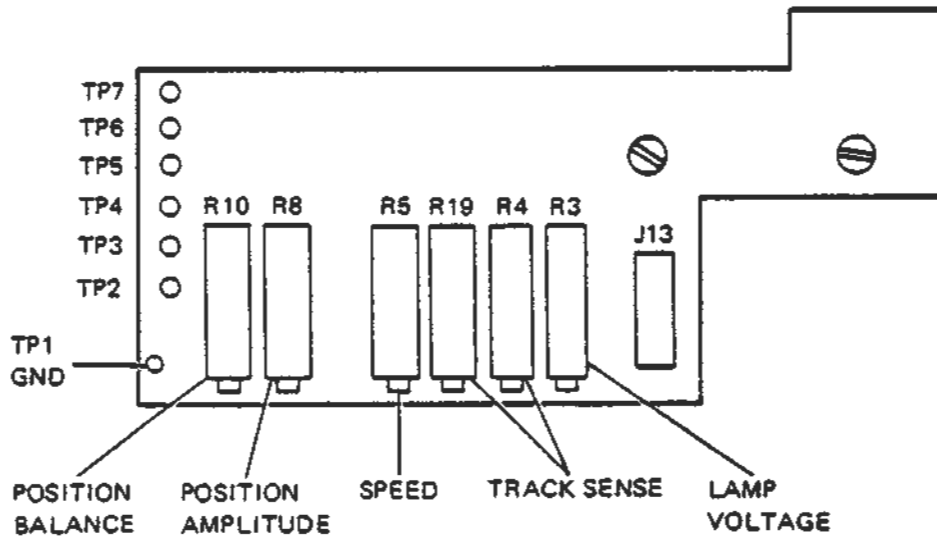 TP7
TP6
TP5
TP4
TP3
TP2
TP1
GND
R10 R8 R5 R19 R4 R3
J13
POSITION
BALANCE
POSITION
AMPLITUDE
SPEED
TRACK SENSE
LAMP
VOLTAGE